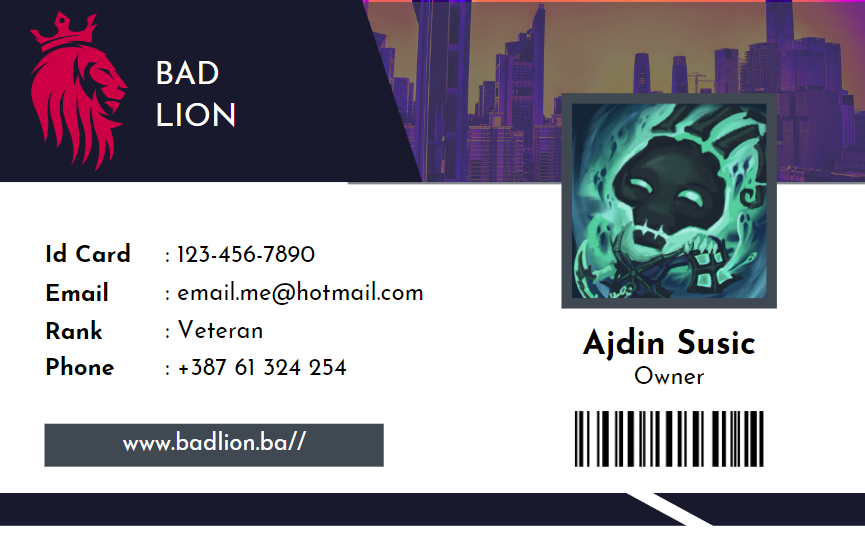 BAD
LION
Id Card : 123-456-7890
Email : email.me@hotmail.com
Rank : Veteran
Phone : +387 61 324 254
www.badlion.ba//
Ajdin Susic
Owner